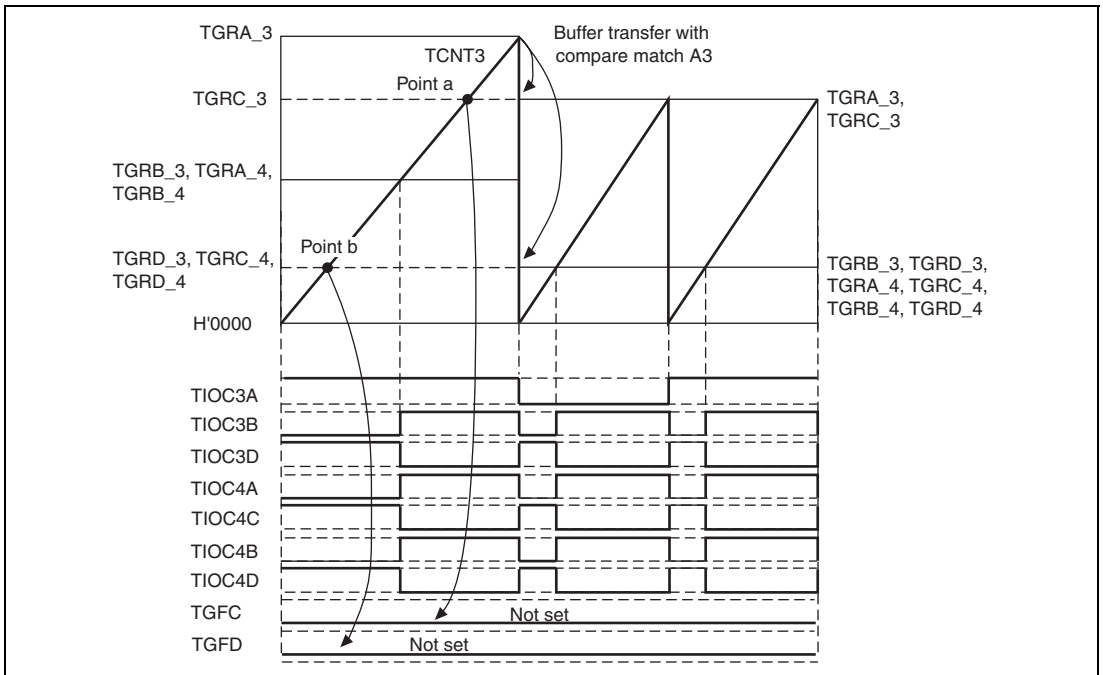 TGRA_3
TCNT3
Buffer transfer with
compare match A3
Point a
TGRC_3
TGRA_3,
TGRC_3
TGRB_3, TGRA_4,
TGRB_4
Point b
TGRD_3, TGRC_4,
TGRD_4
TGRB_3, TGRD_3,
TGRA_4, TGRC_4,
TGRB_4, TGRD_4
H'0000
TIOC3A
TIOC3B
TIOC3D
TIOC4A
TIOC4C
TIOC4B
TIOC4D
TGFC
Not set
TGFD
Not set